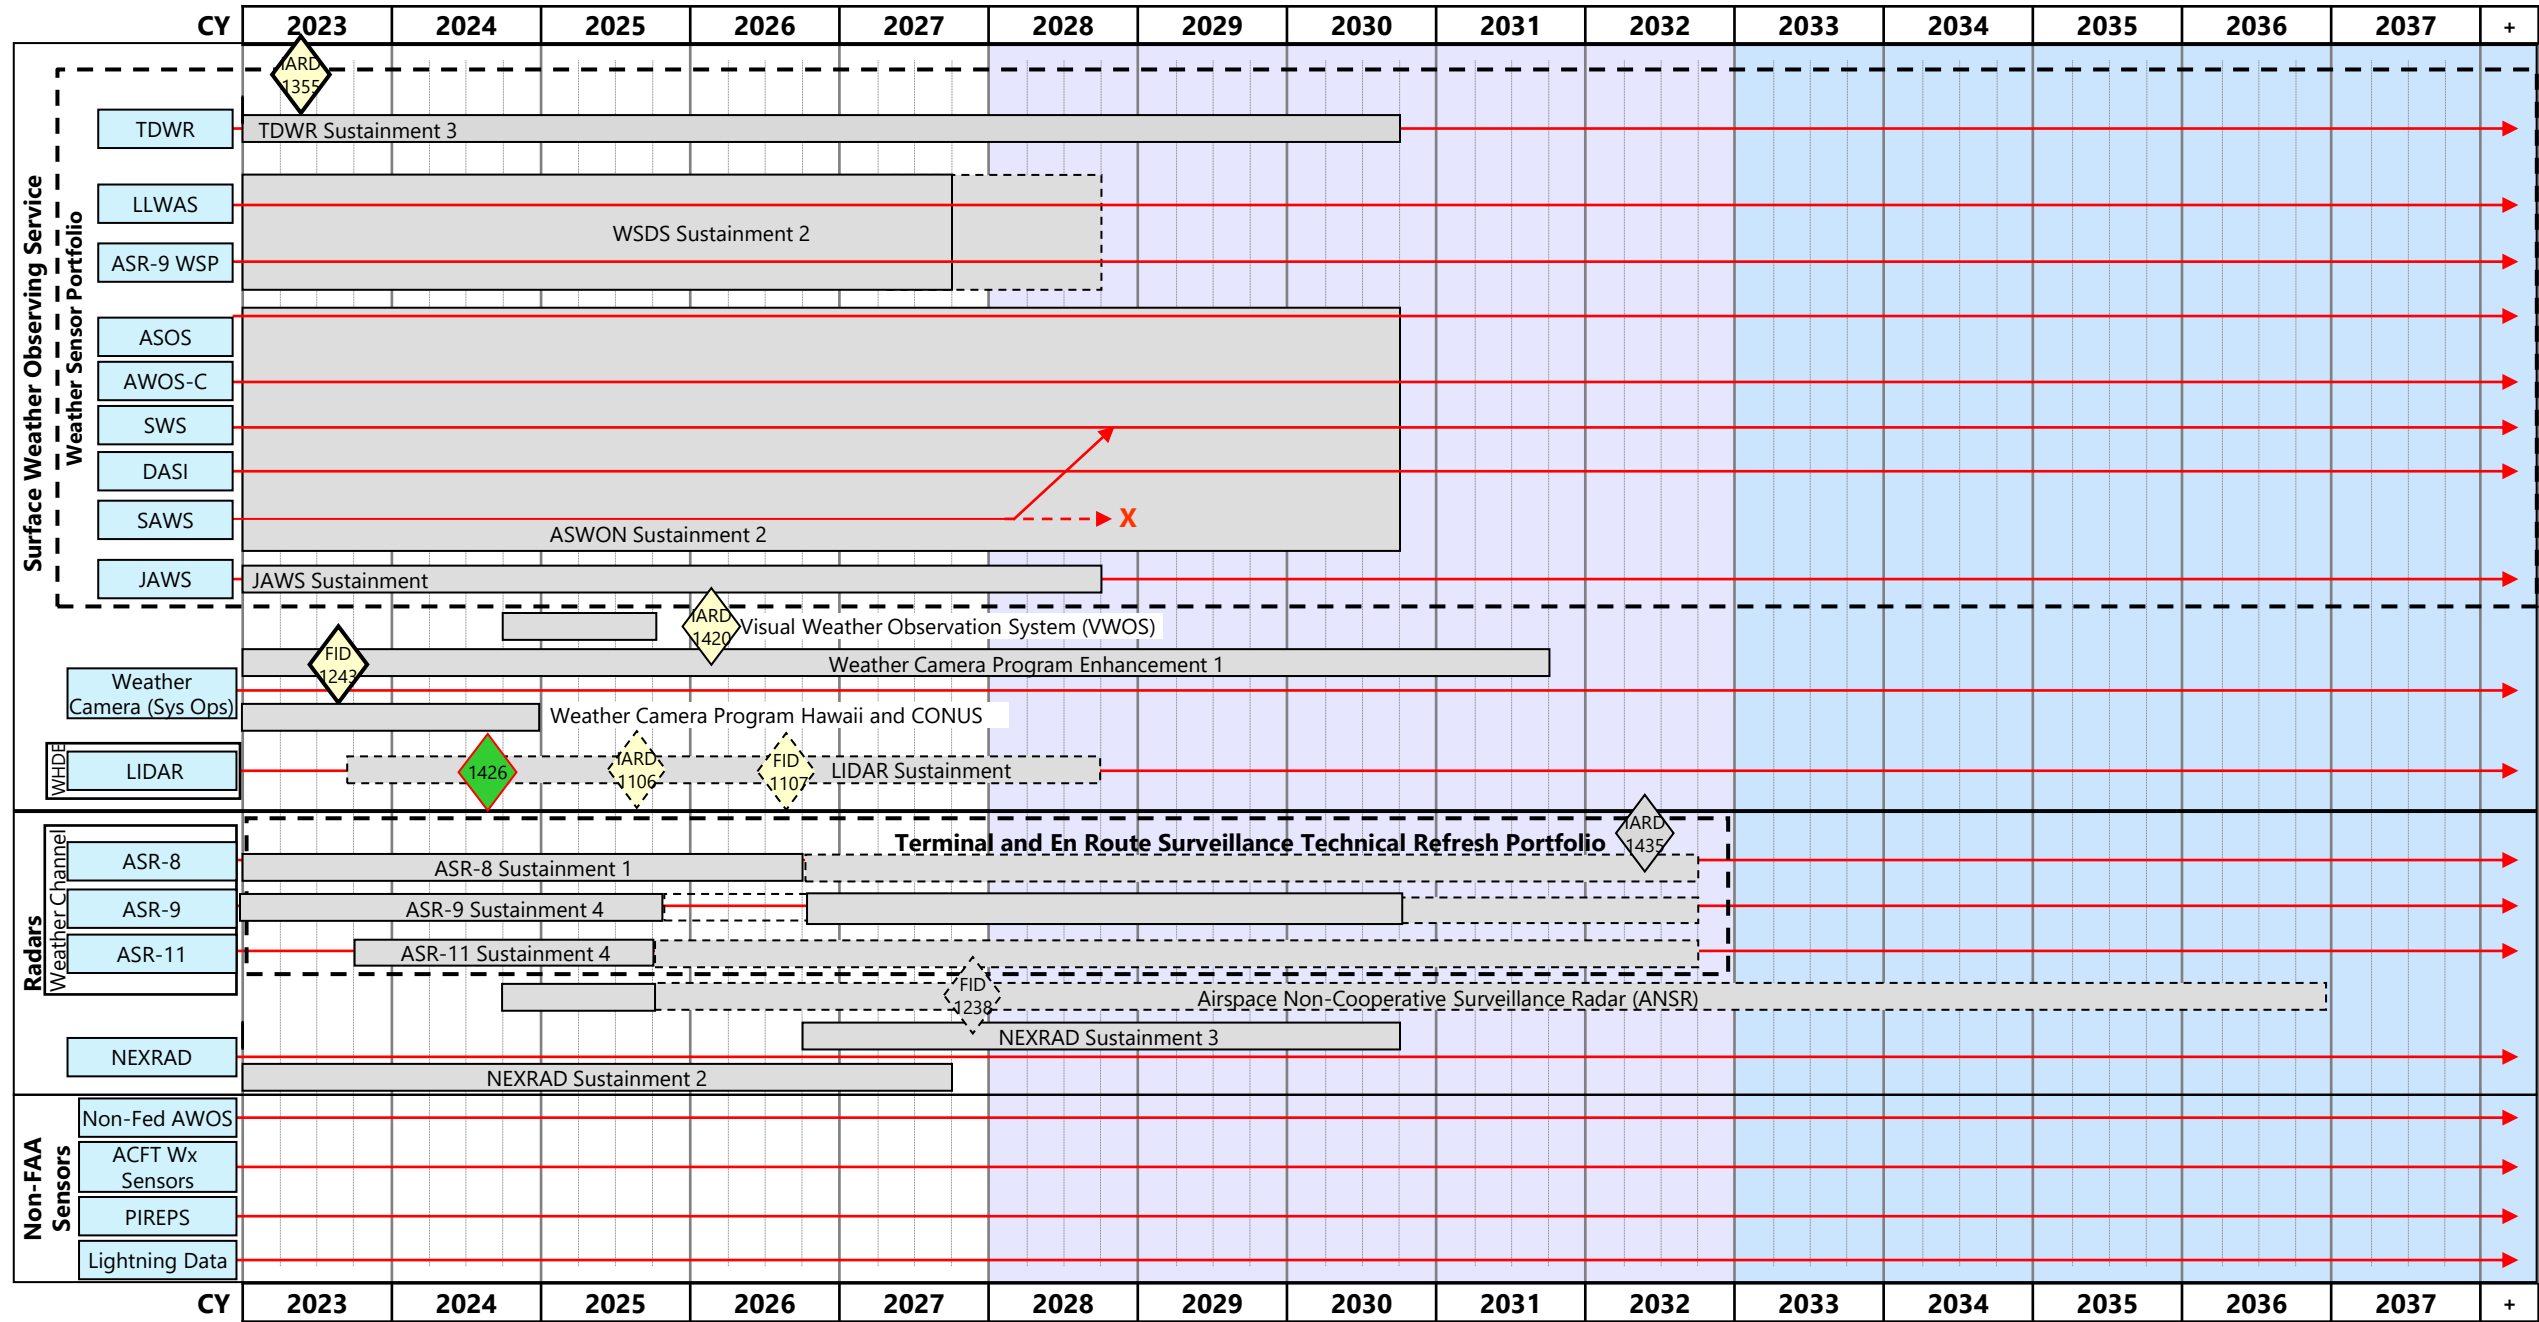 CY 2023 2024 2025 2026 2027 2028 2029 2030 2031 2032 2033 2034 2035 2036 2037 +
Surface Weather Observing Service
Weather Sensor Portfolio
IARD
1355
TDWR
TDWR Sustainment 3
LLWAS
WSDS Sustainment 2
ASR-9 WSP
ASOS
AWOS-C
SWS
DASI
SAWS
X
ASWON Sustainment 2
JAWS
JAWS Sustainment
IARD
1420
Visual Weather Observation System (VWOS)
FID
1243
Weather Camera Program Enhancement 1
Weather
Camera (Sys Ops)
Weather Camera Program Hawaii and CONUS
WHDE
LIDAR
1426
IARD
1106
FID
1107
LIDAR Sustainment
Radars
Weather Channel
Terminal and En Route Surveillance Technical Refresh Portfolio
IARD
1435
ASR-8
ASR-8 Sustainment 1
ASR-9
ASR-9 Sustainment 4
ASR-11
ASR-11 Sustainment 4
FID
1238
Airspace Non-Cooperative Surveillance Radar (ANSR)
NEXRAD Sustainment 3
NEXRAD
NEXRAD Sustainment 2
Non-FAA
Sensors
Non-Fed AWOS
ACFT Wx
Sensors
PIREPS
Lightning Data
CY 2023 2024 2025 2026 2027 2028 2029 2030 2031 2032 2033 2034 2035 2036 2037 +